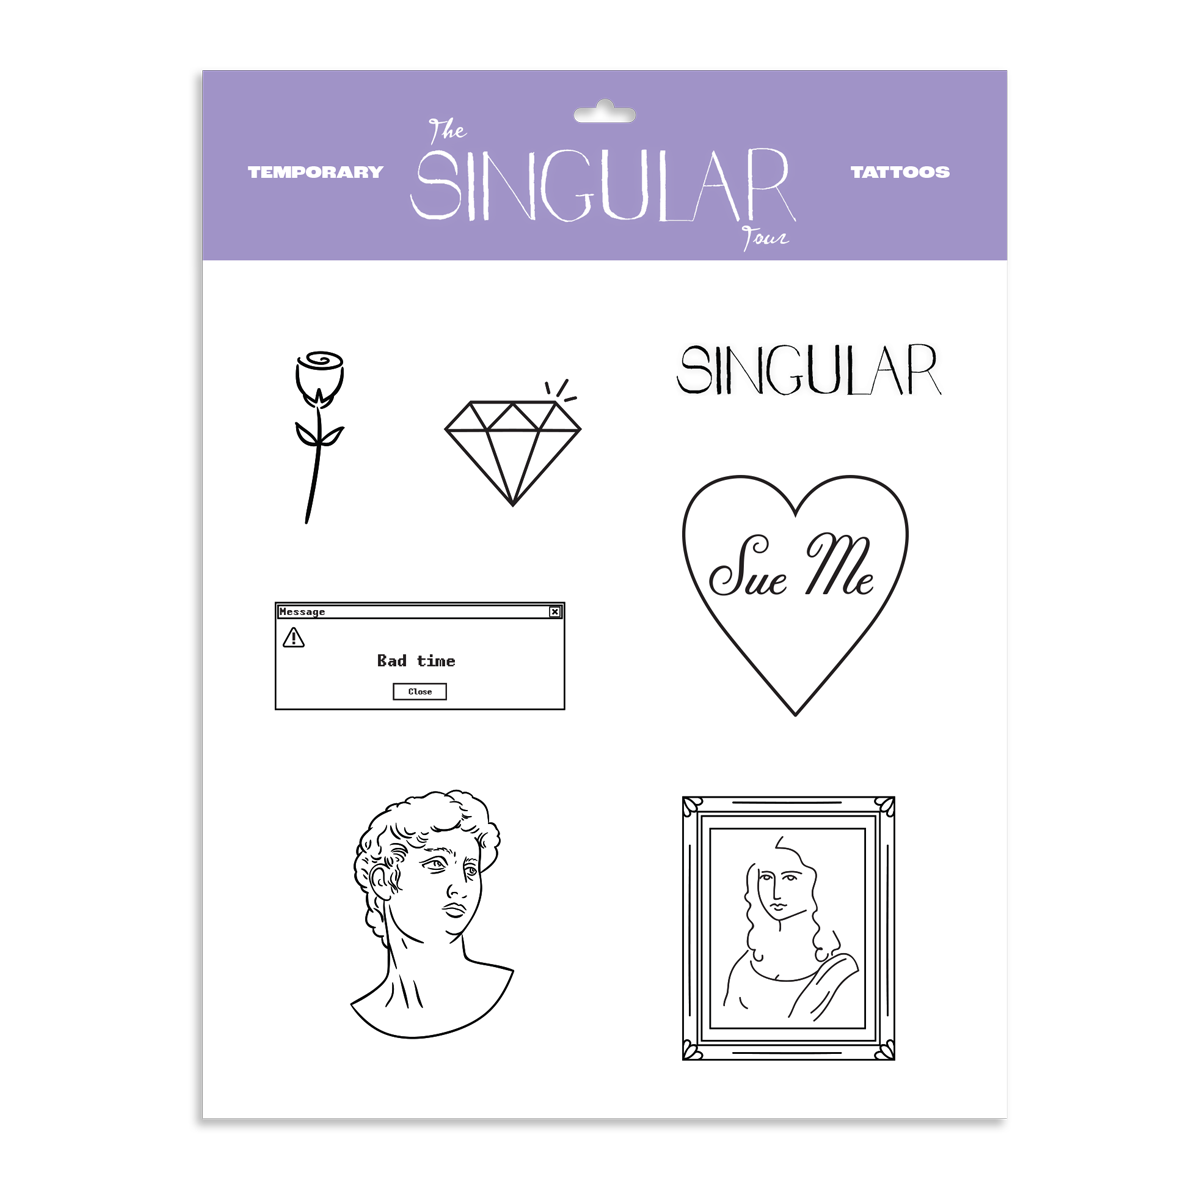 The
TEMPORARY SINGULAR TATTOOS
Tour
SINGULAR
Sue Me
Message
Bad time
Close